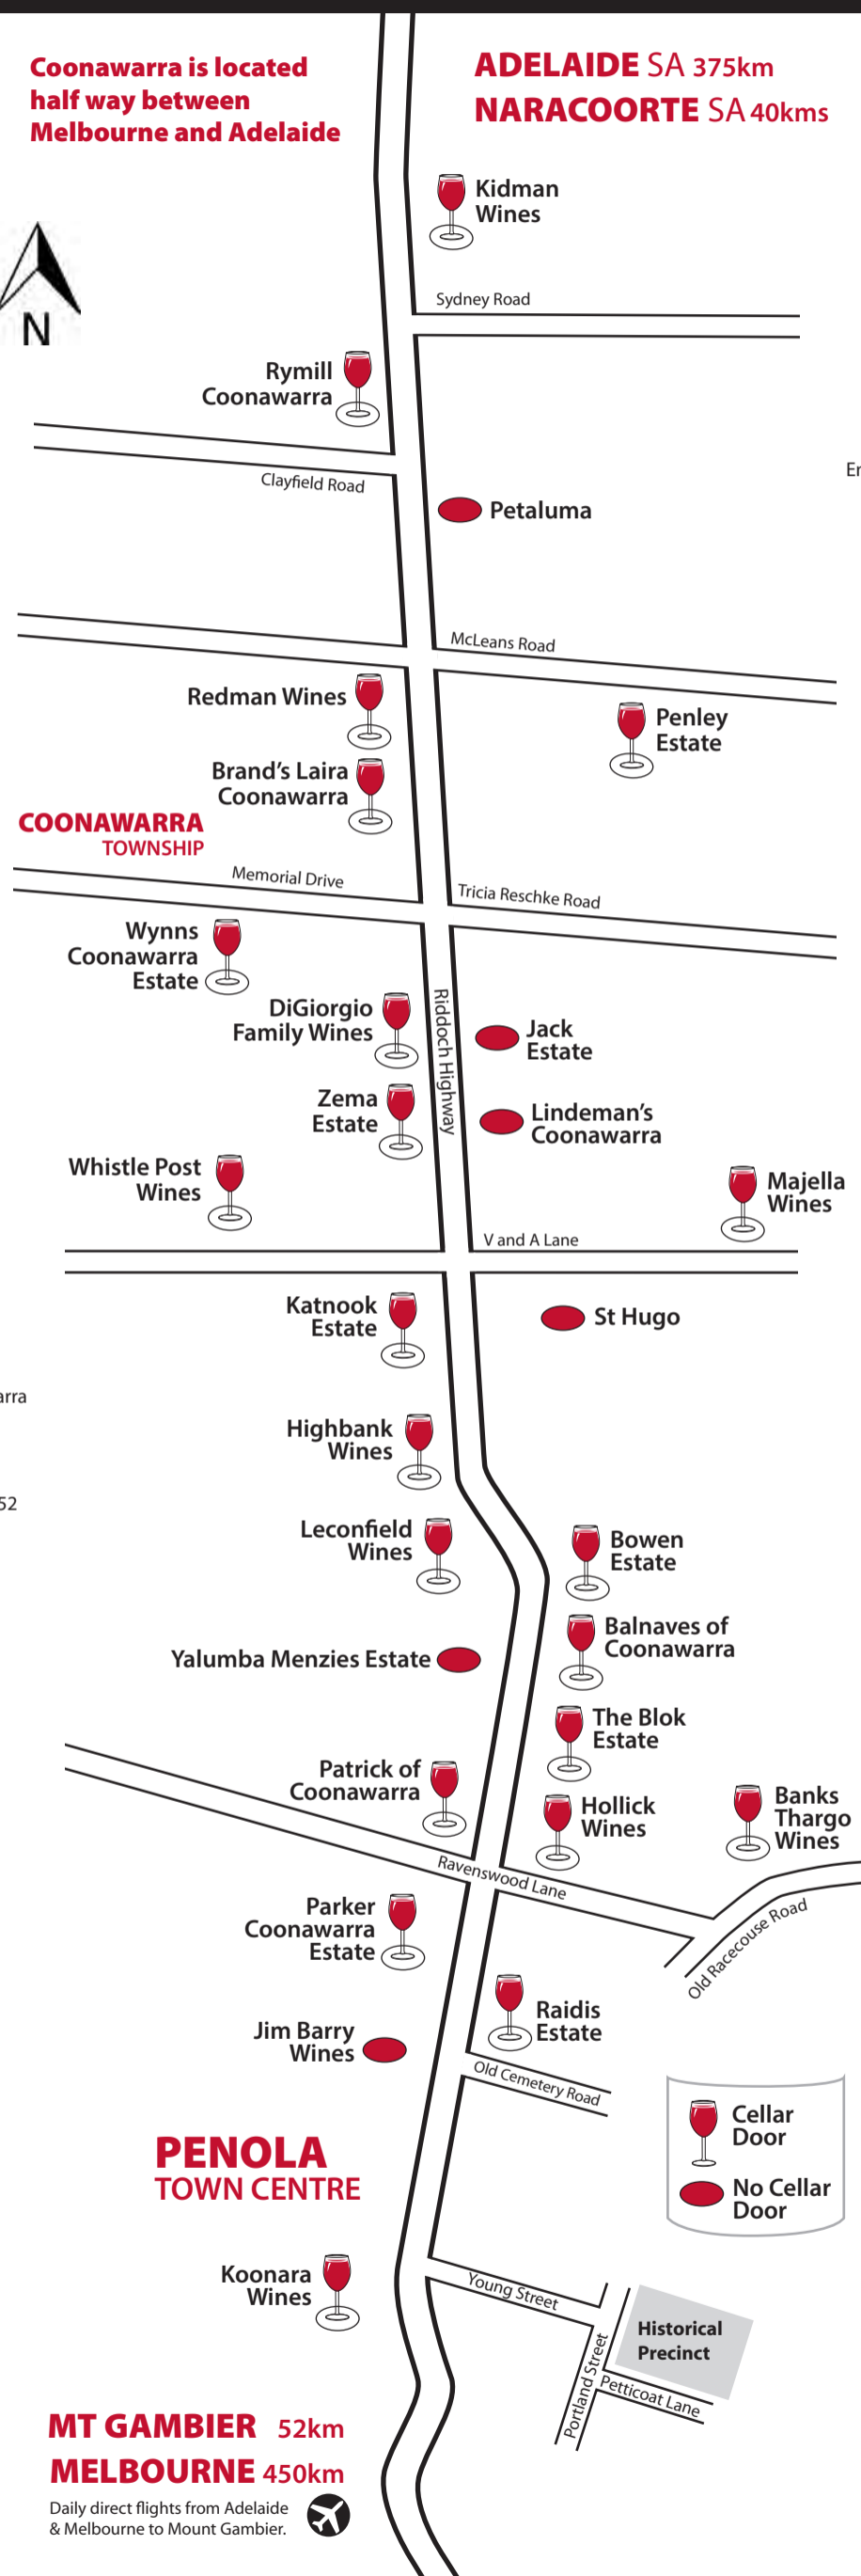 Coonawarra is located
half way between
Melbourne and Adelaide
ADELAIDE SA 375km
NARACOORTE SA 40kms
Kidman
Wines
N
Sydney Road
Rymill
Coonawarra
Clayfield Road
Er
Petaluma
McLeans Road
Redman Wines
Penley
Estate
Brand's Laira
Coonawarra
COONAWARRA
TOWNSHIP
Memorial Drive
Tricia Reschke Road
Wynns
Coonawarra
Estate
DiGiorgio
Family Wines
Riddoch Highway
Jack
Estate
Zema
Estate
Lindeman's
Coonawarra
Whistle Post
Wines
Majella
Wines
V and A Lane
Katnook
Estate
St Hugo
arra
Highbank
Wines
52
Leconfield
Wines
Bowen
Estate
Balnaves of
Coonawarra
Yalumba Menzies Estate
The Blok
Estate
Patrick of
Coonawarra
Hollick
Wines
Banks
Thargo
Wines
Ravenswood Lane
Parker
Coonawarra
Estate
Old Racecouse Road
Raidis
Estate
Jim Barry
Wines
Old Cemetery Road
Cellar
Door
No Cellar
Door
PENOLA
TOWN CENTRE
Koonara
Wines
Young Street
Historical
Precinct
Portland Street
Petticoat Lane
MT GAMBIER 52km
MELBOURNE 450km
Daily direct flights from Adelaide
& Melbourne to Mount Gambier.